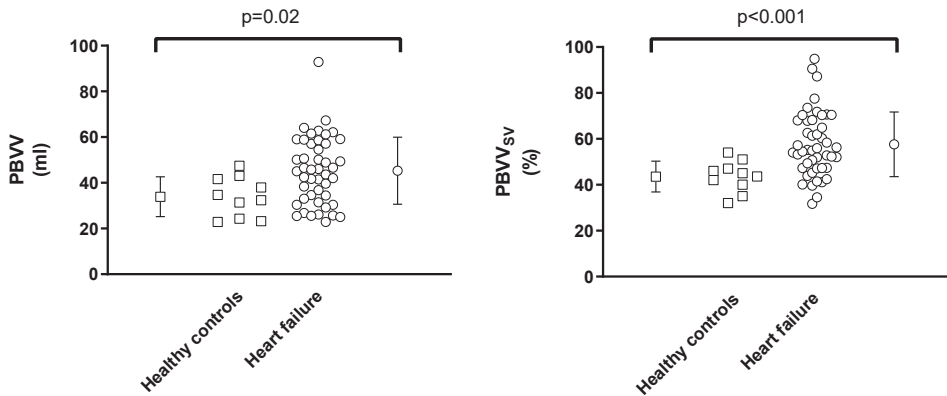 p=0.02
100
80
60
40
20
0
PBVV
(ml)
Healthy controls
Heart failure
p<0.001
100
80
60
40
20
0
PBVVSV
(%)
Healthy controls
Heart failure